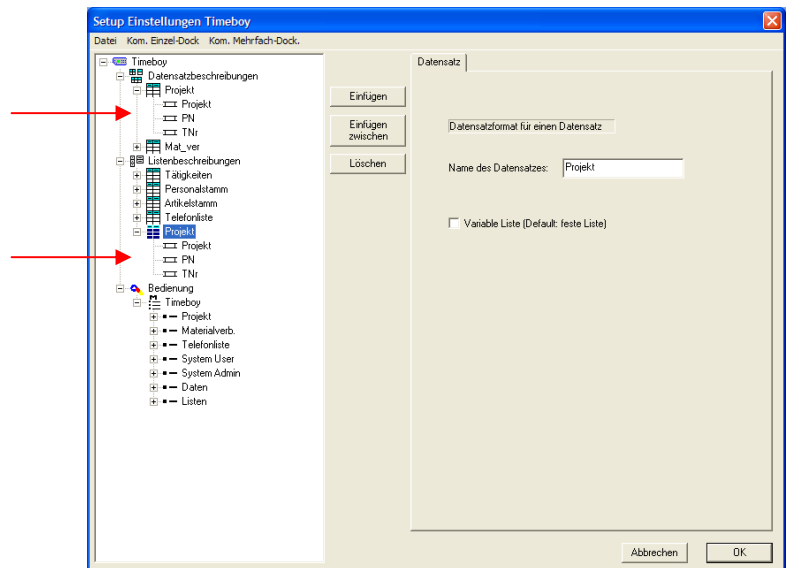 Setup Einstellungen Timeboy
Datei Kom. Einzel-Dock Kom. Mehrfach-Dock.
Timeboy
Datensatzbeschreibungen
Projekt
Projekt
PN
TNr
Mat_ver
Listenbeschreibungen
Tätigkeiten
Personalstamm
Artikelstamm
Telefonliste
Projekt
Projekt
PN
TNr
Bedienung
Timeboy
Projekt
Materialverb.
Telefonliste
System User
System Admin
Daten
Listen
Einfügen
Einfügen
zwischen
Löschen
Datensatz
Datensatzformat für einen Datensatz
Name des Datensatzes: Projekt
Variable Liste (Default: feste Liste)
Abbrechen OK